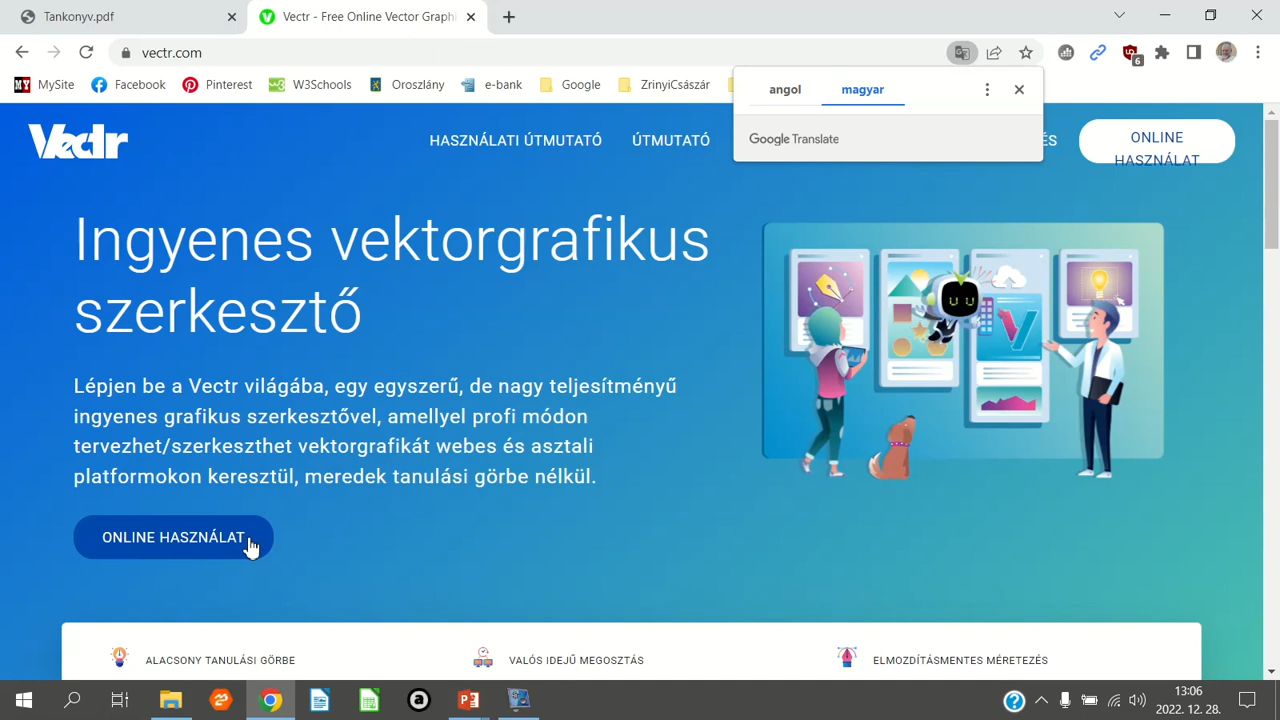 Tankonyv.pdf
Vectr - Free Online Vector Graphi
vectr.com
6
MySite
Facebook
Pinterest
W3Schools
Oroszlány
e-bank
Google
ZrinyiCsászár
angol
magyar
Google Translate
Vectr
HASZNÁLATI ÚTMUTATÓ
ÚTMUTATÓ
ÉS
ONLINE
HASZNÁLAT
Ingyenes vektorgrafikus
szerkesztő
Lépjen be a Vectr világába, egy egyszerű, de nagy teljesítményű
ingyenes grafikus szerkesztővel, amellyel profi módon
tervezhet/szerkeszthet vektorgrafikát webes és asztali
platformokon keresztül, meredek tanulási görbe nélkül.
ONLINE HASZNÁLAT
ALACSONY TANULÁSI GÖRBE
VALÓS IDEJŰ MEGOSZTÁS
ELMOZDÍTÁSMENTES MÉRETEZÉS
13:06
2022. 12. 28.